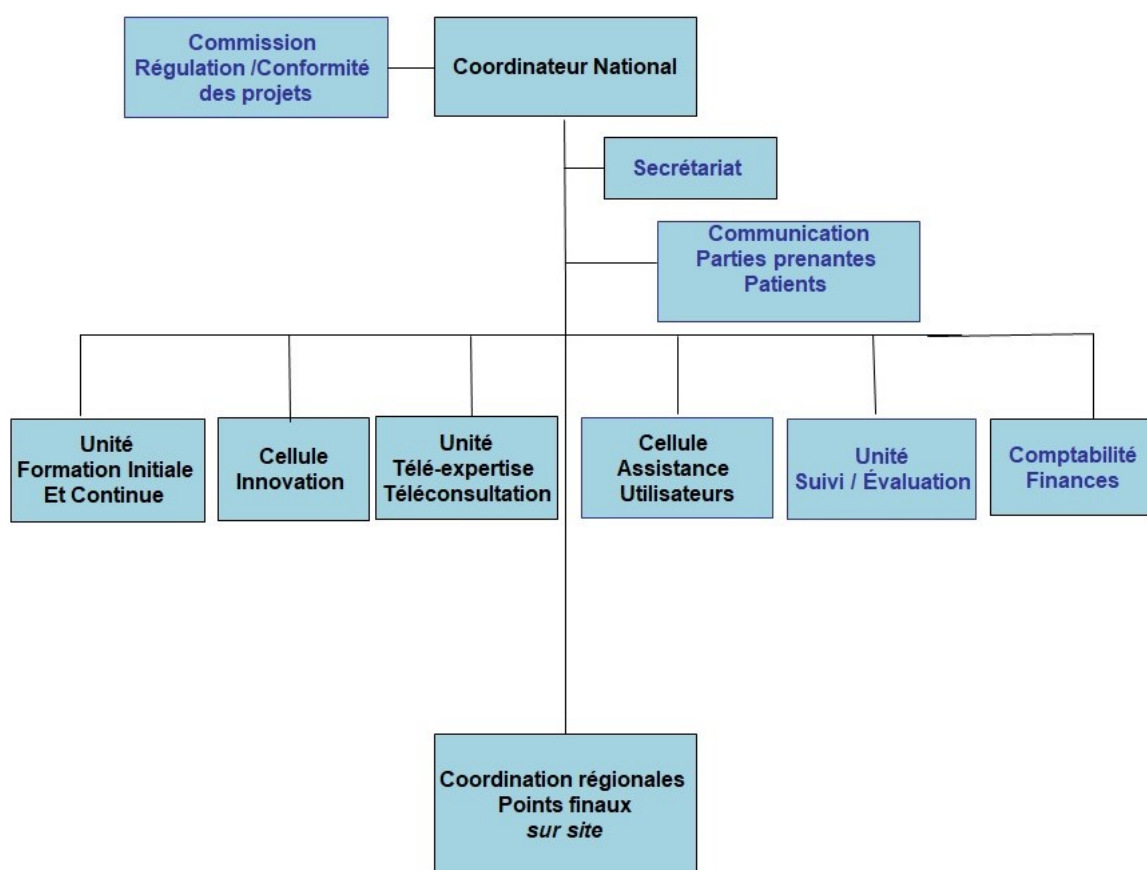 Commission
Régulation /Conformité
des projets
Coordinateur National
Secrétariat
Communication
Parties prenantes
Patients
Unité
Formation Initiale
Et Continue
Cellule
Innovation
Unité
Télé-expertise
Téléconsultation
Cellule
Assistance
Utilisateurs
Unité
Suivi / Évaluation
Comptabilité
Finances
Coordination régionales
Points finaux
sur site